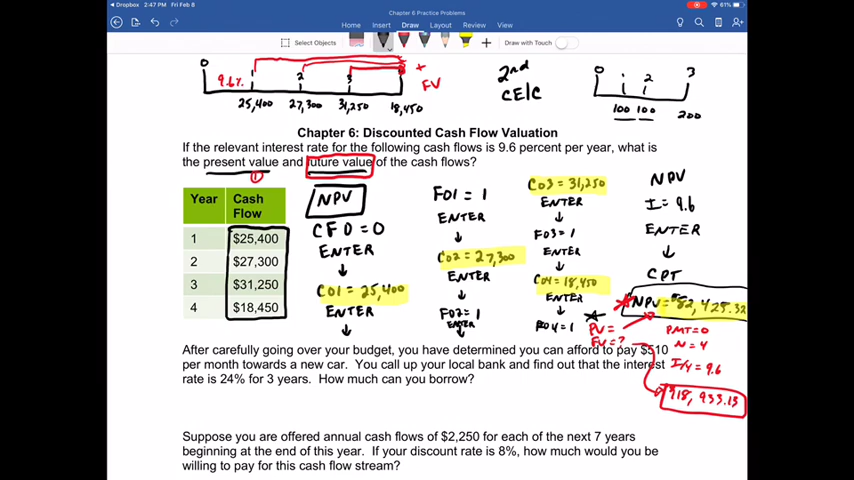 Dropbox 2:47 PM Fri Feb 8
Chapter 6 Practice Problems
61%
Home Insert Draw Layout Review View
Select Objects
Draw with Touch
0
9.6%
2
3
+
FV
25,400 27,300 31,250 18,450
2nd
CE|C
0 1 2 3
100 100 200
Chapter 6: Discounted Cash Flow Valuation
If the relevant interest rate for the following cash flows is 9.6 percent per year, what is
the present value and future value of the cash flows?
1
Year Cash
Flow
1 $25,400
2 $27,300
3 $31,250
4 $18,450
NPV
CF0=0
ENTER
C01 = 25,400
ENTER
F01 = 1
ENTER
C02 = 27,300
ENTER
F02=1
ENTER
C03 = 31,250
ENTER
F03=1
ENTER
C04=18,450
ENTER
F04=1
NPV
I=9.6
ENTER
CPT
NPV=$82,425.32
PV=
FV=?
PMT=0
N=4
I/Y=9.6
After carefully going over your budget, you have determined you can afford to pay $510
per month towards a new car. You call up your local bank and find out that the interest
rate is 24% for 3 years. How much can you borrow?
Suppose you are offered annual cash flows of $2,250 for each of the next 7 years
beginning at the end of this year. If your discount rate is 8%, how much would you be
willing to pay for this cash flow stream?